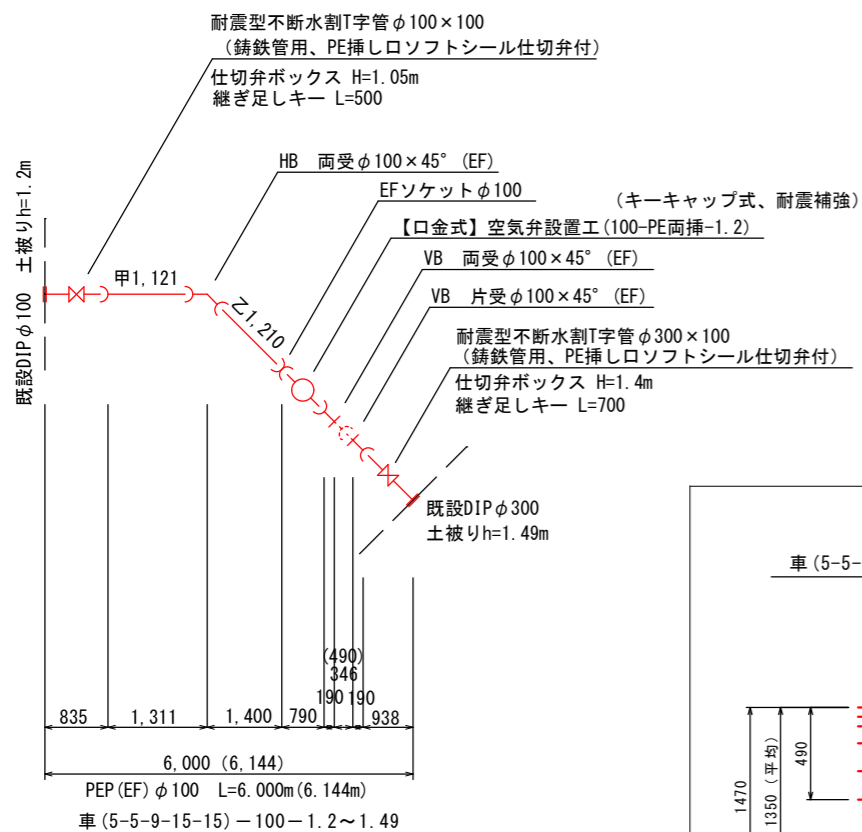 耐震型不断水割T字管φ100×100
（鋳鉄管用、PE挿し口ソフトシール仕切弁付）
仕切弁ボックス H=1.05m
継ぎ足しキー L=500
HB 両受φ100×45°(EF)
EFソケットφ100
（キーキャップ式、耐震補強）
【口金式】空気弁設置工(100-PE両挿-1.2)
VB 両受φ100×45°(EF)
VB 片受φ100×45°(EF)
耐震型不断水割T字管φ300×100
（鋳鉄管用、PE挿し口ソフトシール仕切弁付）
仕切弁ボックス H=1.4m
継ぎ足しキー L=700
既設DIPφ100 土被りh=1.2m
甲1,121
乙1,210
既設DIPφ300
土被りh=1.49m
(490)
346
190 190
835 1,311 1,400 790 938
6,000 (6,144)
PEP(EF)φ100 L=6.000m(6.144m)
車(5-5-9-15-15)－100－1.2～1.49
車(5-5-
1470
1350(平均)
490